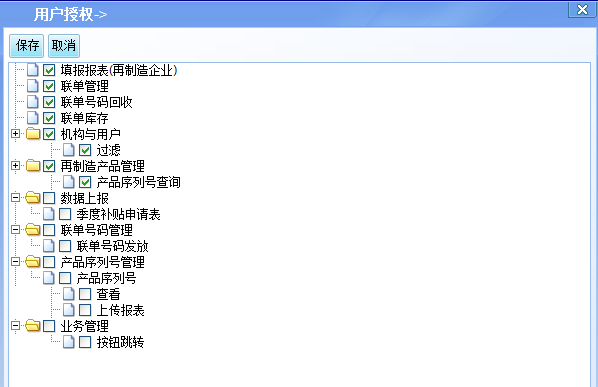 用户授权->
保存 取消
填报报表(再制造企业)
联单管理
联单号码回收
联单库存
机构与用户
过滤
再制造产品管理
产品序列号查询
数据上报
季度补贴申请表
联单号码管理
联单号码发放
产品序列号管理
产品序列号
查看
上传报表
业务管理
按钮跳转